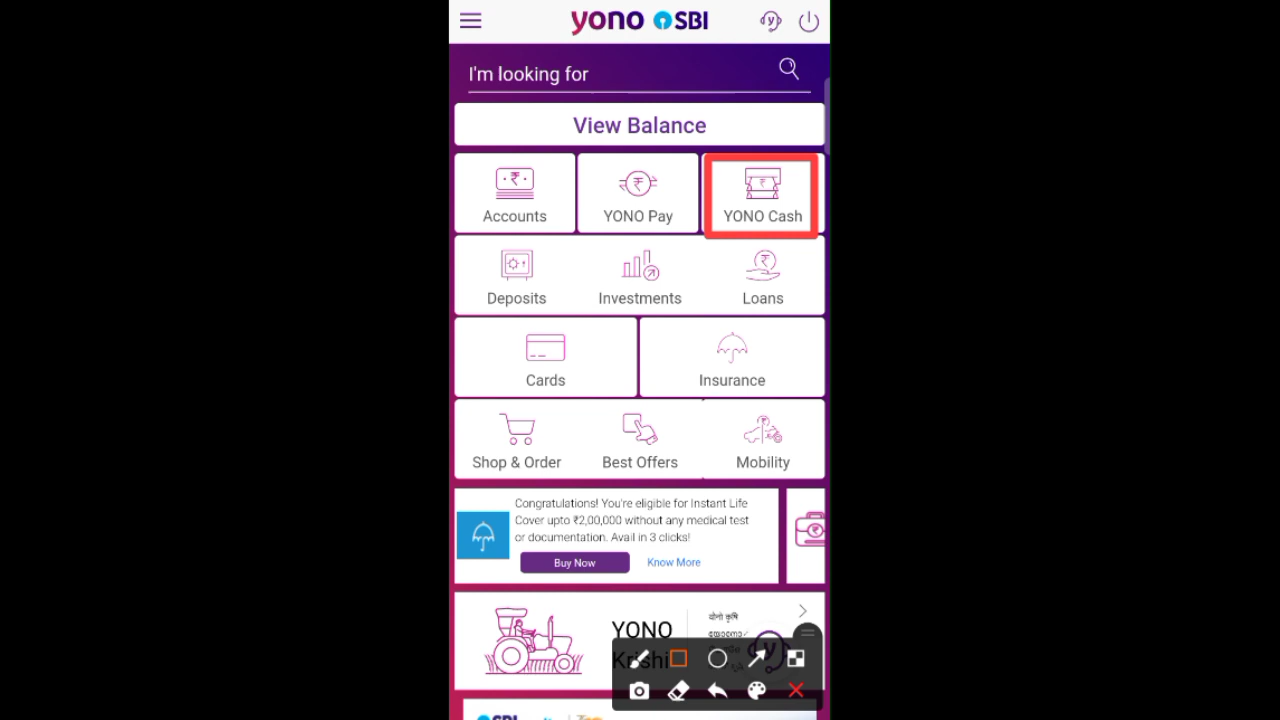 yono SBI
I'm looking for
View Balance
Accounts YONO Pay YONO Cash
Deposits Investments Loans
Cards Insurance
Shop & Order Best Offers Mobility
Congratulations! You're eligible for Instant Life
Cover upto ₹2,00,000 without any medical test
or documentation. Avail in 3 clicks!
Buy Now Know More
YONO
Krishi
योनो कृषि
SBI